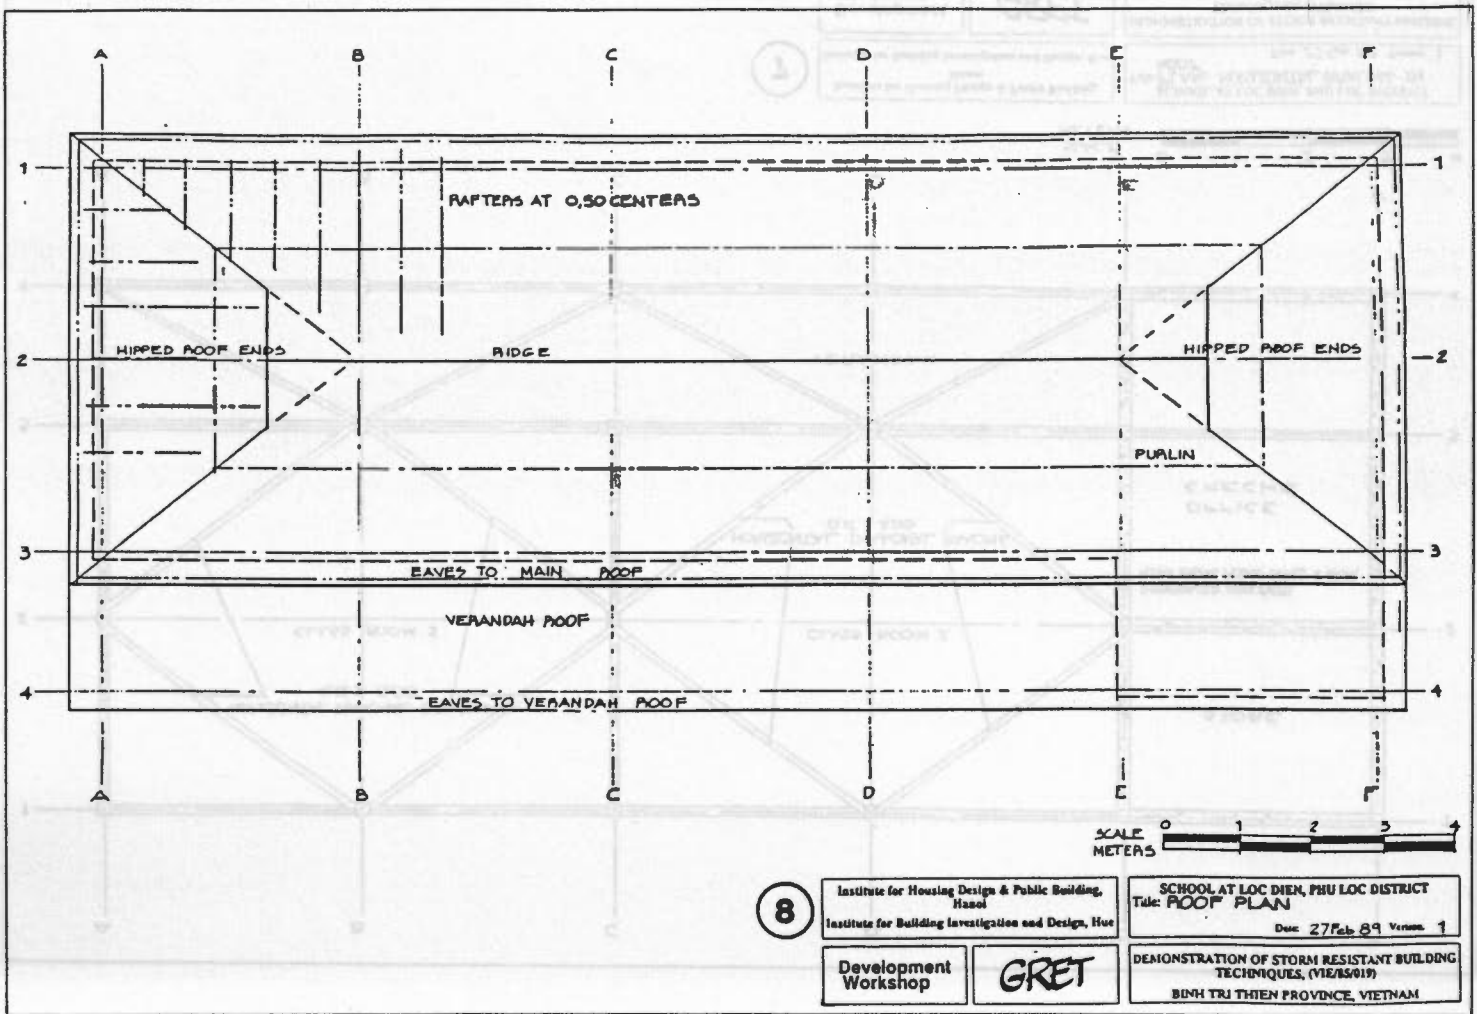 A B C D E F
1 1
RAFTERS AT 0,50 CENTERS
2 HIPPED ROOF ENDS RIDGE HIPPED ROOF ENDS 2
PURLIN
3 3
EAVES TO MAIN ROOF
VERANDAH ROOF
4 4
EAVES TO VERANDAH ROOF
A B C D E F
SCALE
METERS
0 1 2 3 4
8
Institute for Housing Design & Public Building,
Hanoi
Institute for Building Investigation and Design, Hue
SCHOOL AT LOC DIEN, PHU LOC DISTRICT
Title: ROOF PLAN
Date: 27 Feb 89 Version: 1
Development
Workshop
GRET
DEMONSTRATION OF STORM RESISTANT BUILDING
TECHNIQUES, (VIE/85/019)
BINH TRI THIEN PROVINCE, VIETNAM